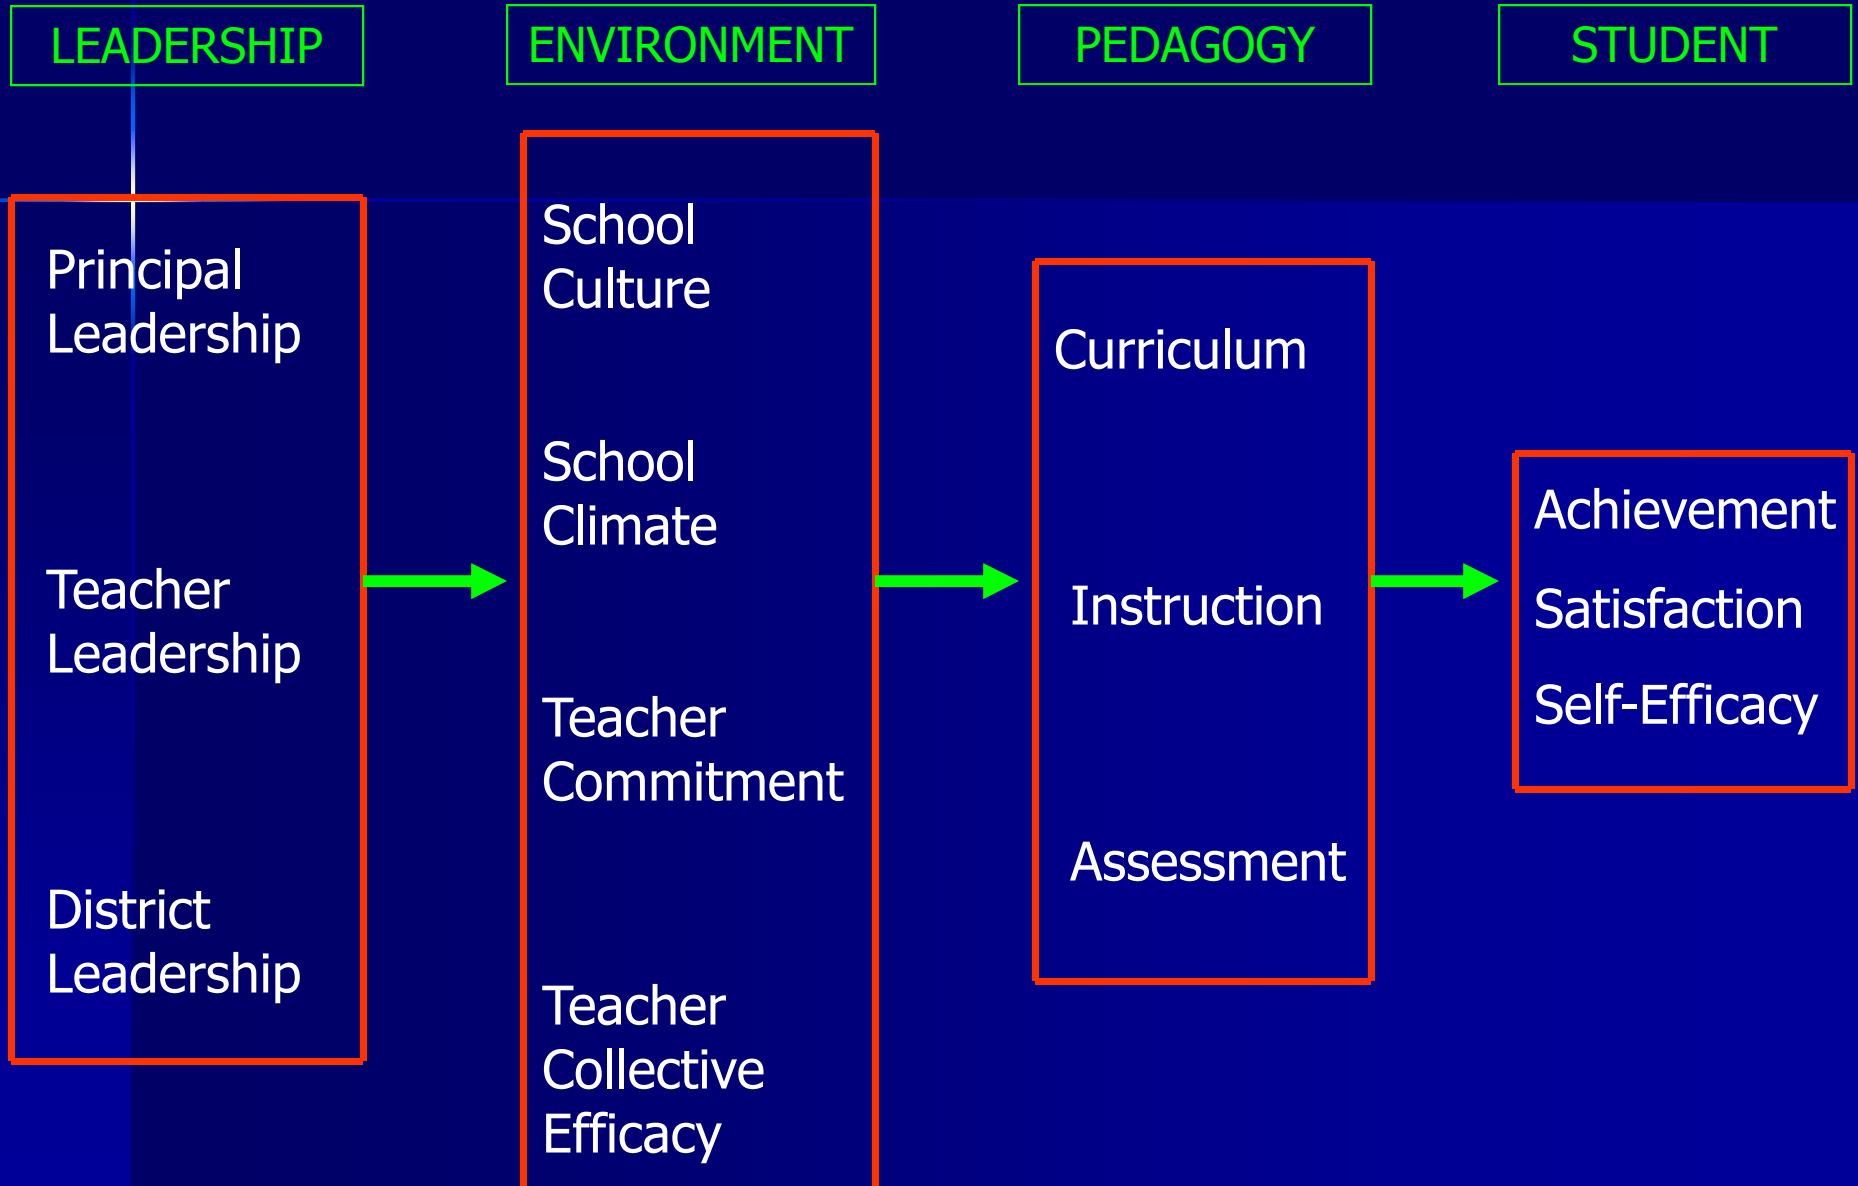 LEADERSHIP
ENVIRONMENT
PEDAGOGY
STUDENT
Principal
Leadership
Teacher
Leadership
District
Leadership
School
Culture
School
Climate
Teacher
Commitment
Teacher
Collective
Efficacy
Curriculum
Instruction
Assessment
Achievement
Satisfaction
Self-Efficacy